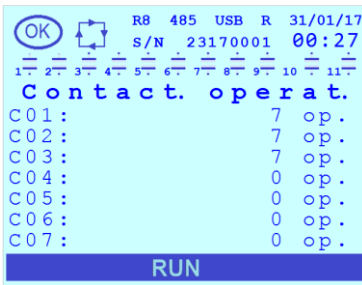 OK R8 485 USB R 31/01/17
S/N 23170001 00:27
1 2 3 4 5 6 7 8 9 10 11
Contact. operat.
C01: 7 op.
C02: 7 op.
C03: 7 op.
C04: 0 op.
C05: 0 op.
C06: 0 op.
C07: 0 op.
RUN